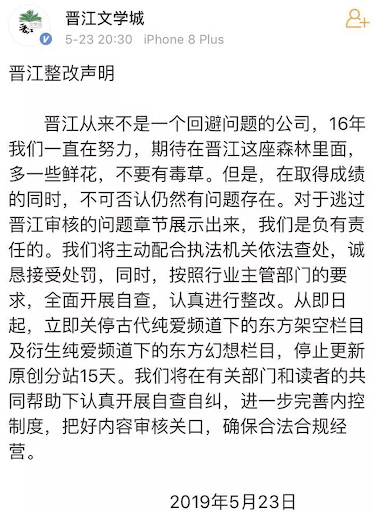 晋江文学城
5-23 20:30 iPhone 8 Plus
晋江整改声明
晋江从来不是一个回避问题的公司，16年
我们一直在努力，期待在晋江这座森林里面，
多一些鲜花，不要有毒草。但是，在取得成绩
的同时，不可否认仍然有问题存在。对于逃过
晋江审核的问题章节展示出来，我们是负有责
任的。我们将主动配合执法机关依法查处，诚
恳接受处罚，同时，按照行业主管部门的要
求，全面开展自查，认真进行整改。从即日
起，立即关停古代纯爱频道下的东方架空栏目
及衍生纯爱频道下的东方幻想栏目，停止更新
原创分站15天。我们将在有关部门和读者的共
同帮助下认真开展自查自纠，进一步完善内控
制度，把好内容审核关口，确保合法合规经
营。
2019年5月23日